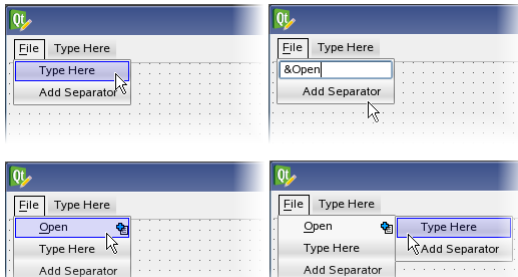 Qt
File Type Here
Type Here
Add Separator
Qt
File Type Here
&Open
Add Separator
Qt
File Type Here
Open
Type Here
Add Separator
Qt
File Type Here
Open Type Here
Type Here Add Separator
Add Separator